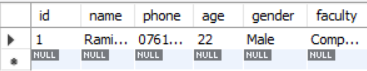 id name phone age gender faculty
1 Rami... 0761... 22 Male Comp...
NULL NULL NULL NULL NULL NULL